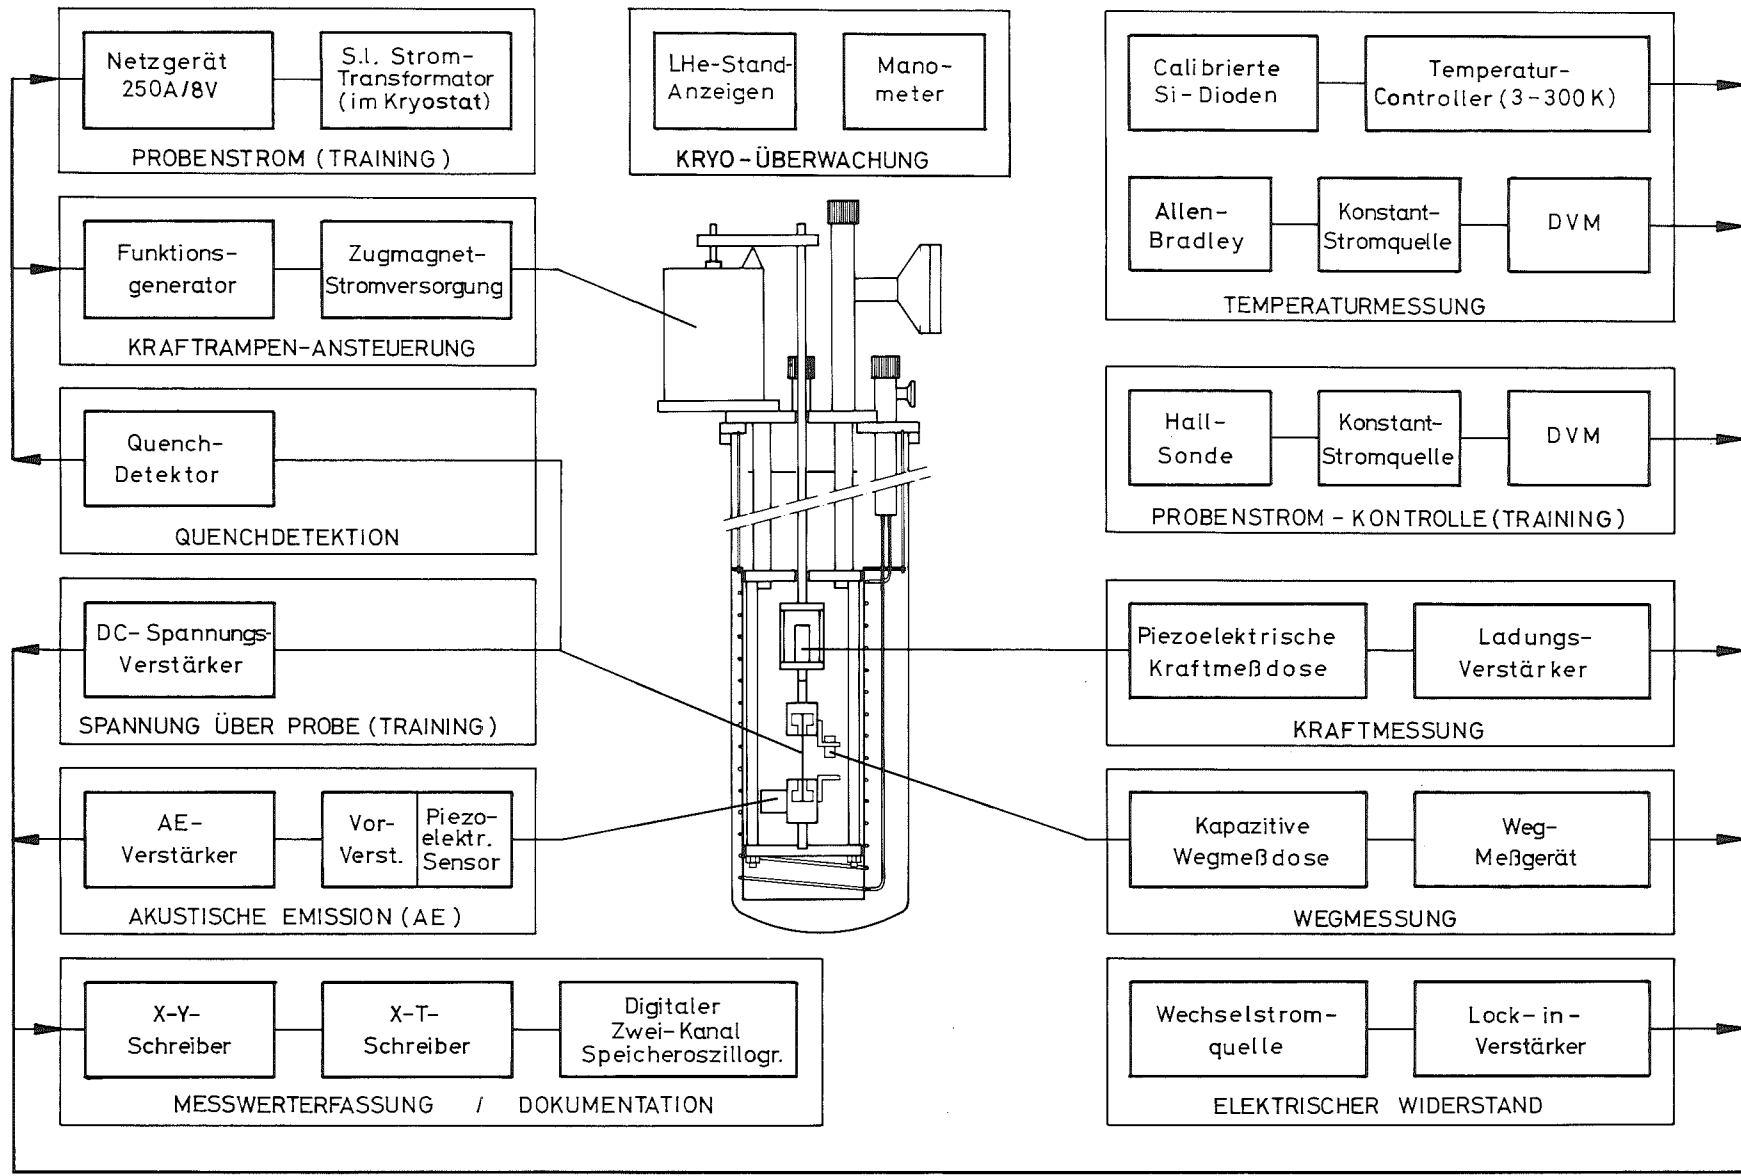 Netzgerät
250A/8V
S.l. Strom-
Transformator
(im Kryostat)
PROBENSTROM (TRAINING)
LHe-Stand-
Anzeigen
Mano-
meter
KRYO-ÜBERWACHUNG
Calibrierte
Si-Dioden
Temperatur-
Controller (3-300K)
Allen-
Bradley
Konstant-
Stromquelle
DVM
TEMPERATURMESSUNG
Funktions-
generator
Zugmagnet-
Stromversorgung
KRAFTRAMPEN-ANSTEUERUNG
Quench-
Detektor
QUENCHDETEKTION
Hall-
Sonde
Konstant-
Stromquelle
DVM
PROBENSTROM - KONTROLLE (TRAINING)
DC-Spannungs-
Verstärker
SPANNUNG ÜBER PROBE (TRAINING)
Piezoelektrische
Kraftmeßdose
Ladungs-
Verstärker
KRAFTMESSUNG
AE-
Verstärker
Vor-
Verst.
Piezo-
elektr.
Sensor
AKUSTISCHE EMISSION (AE)
Kapazitive
Wegmeßdose
Weg-
Meßgerät
WEGMESSUNG
X-Y-
Schreiber
X-T-
Schreiber
Digitaler
Zwei-Kanal
Speicheroszillogr.
MESSWERTERFASSUNG / DOKUMENTATION
Wechselstrom-
quelle
Lock-in-
Verstärker
ELEKTRISCHER WIDERSTAND